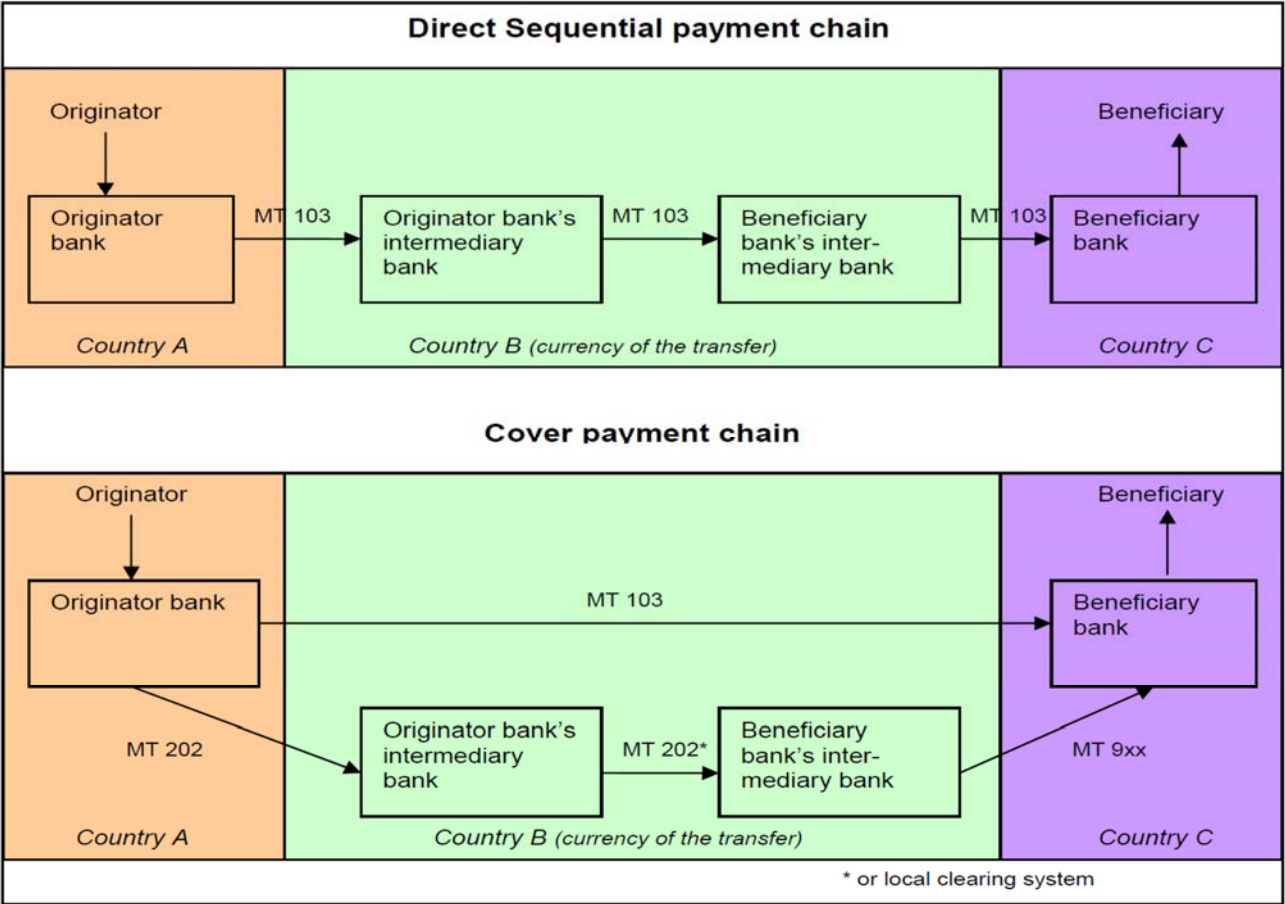 Direct Sequential payment chain
Originator
Beneficiary
Originator
bank
MT 103
Originator bank's
intermediary
bank
MT 103
Beneficiary
bank's inter-
mediary bank
MT 103
Beneficiary
bank
Country A
Country B (currency of the transfer)
Country C
Cover payment chain
Originator
Beneficiary
Originator bank
MT 103
Beneficiary
bank
MT 202
Originator bank's
intermediary
bank
MT 202*
Beneficiary
bank's inter-
mediary bank
MT 9xx
Country A
Country B (currency of the transfer)
Country C
* or local clearing system